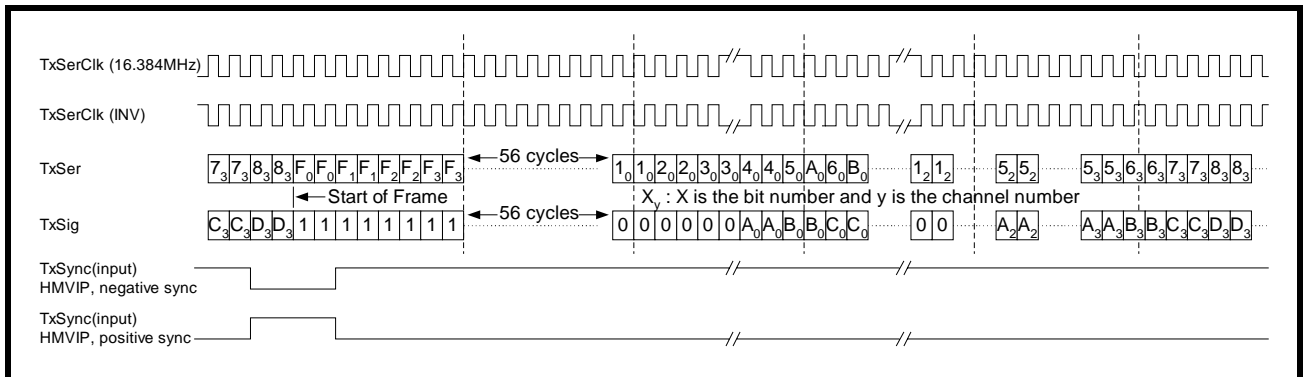 TxSerClk (16.384MHz)
TxSerClk (INV)
TxSer 7₃ 7₃ 8₃ 8₃ F₀ F₀ F₁ F₁ F₂ F₂ F₃ F₃ 56 cycles 1₀ 1₀ 2₀ 2₀ 3₀ 3₀ 4₀ 4₀ 5₀ A₀ 6₀ B₀ 1₂ 1₂ 5₂ 5₂ 5₃ 5₃ 6₃ 6₃ 7₃ 7₃ 8₃ 8₃
Start of Frame X_y : X is the bit number and y is the channel number
TxSig C₃ C₃ D₃ D₃ 1 1 1 1 1 1 1 1 56 cycles 0 0 0 0 0 0 A₀ A₀ B₀ B₀ C₀ C₀ 0 0 A₂ A₂ A₃ A₃ B₃ B₃ C₃ C₃ D₃ D₃
TxSync(input)
HMVIP, negative sync
TxSync(input)
HMVIP, positive sync